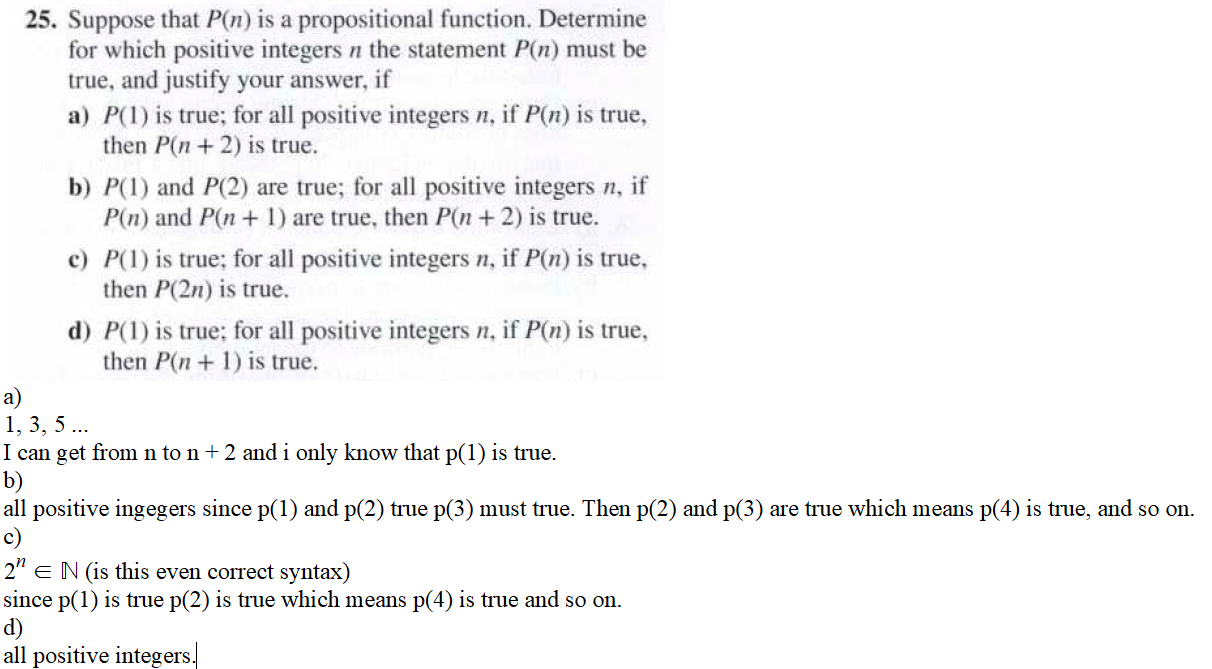 25. Suppose that P(n) is a propositional function. Determine
for which positive integers n the statement P(n) must be
true, and justify your answer, if
a) P(1) is true; for all positive integers n, if P(n) is true,
then P(n + 2) is true.
b) P(1) and P(2) are true; for all positive integers n, if
P(n) and P(n + 1) are true, then P(n + 2) is true.
c) P(1) is true; for all positive integers n, if P(n) is true,
then P(2n) is true.
d) P(1) is true; for all positive integers n, if P(n) is true,
then P(n + 1) is true.
a)
1, 3, 5 ...
I can get from n to n + 2 and i only know that p(1) is true.
b)
all positive ingegers since p(1) and p(2) true p(3) must true. Then p(2) and p(3) are true which means p(4) is true, and so on.
c)
2ⁿ ∈ ℕ (is this even correct syntax)
since p(1) is true p(2) is true which means p(4) is true and so on.
d)
all positive integers.